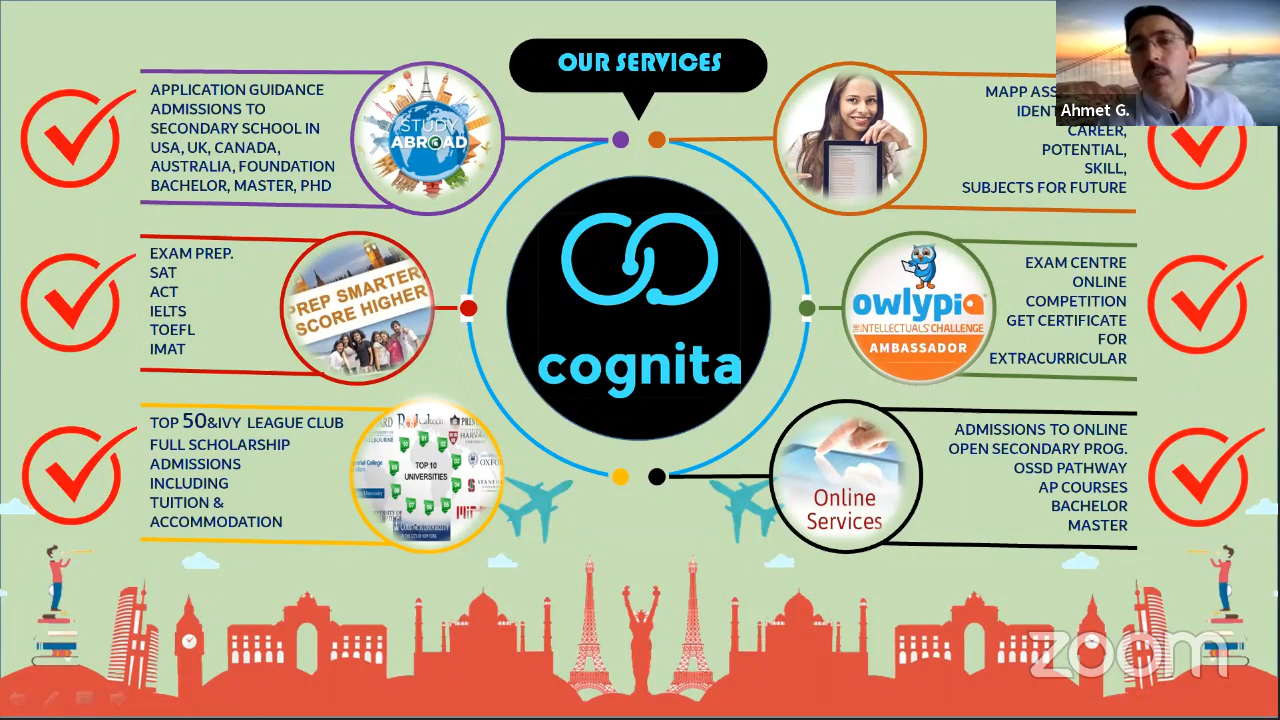 OUR SERVICES
APPLICATION GUIDANCE
ADMISSIONS TO
SECONDARY SCHOOL IN
USA, UK, CANADA,
AUSTRALIA, FOUNDATION
BACHELOR, MASTER, PHD
STUDY
ABROAD
EXAM PREP.
SAT
ACT
IELTS
TOEFL
IMAT
PREP SMARTER
SCORE HIGHER
TOP 50&IVY LEAGUE CLUB
FULL SCHOLARSHIP
ADMISSIONS
INCLUDING
TUITION &
ACCOMMODATION
TOP 10
UNIVERSITIES
cognita
Ahmet G.
MAPP
CAREER,
POTENTIAL,
SKILL,
SUBJECTS FOR FUTURE
owlypia
THE INTELLECTUALS' CHALLENGE
AMBASSADOR
EXAM CENTRE
ONLINE
COMPETITION
GET CERTIFICATE
FOR
EXTRACURRICULAR
Online
Services
ADMISSIONS TO ONLINE
OPEN SECONDARY PROG.
OSSD PATHWAY
AP COURSES
BACHELOR
MASTER
zoom